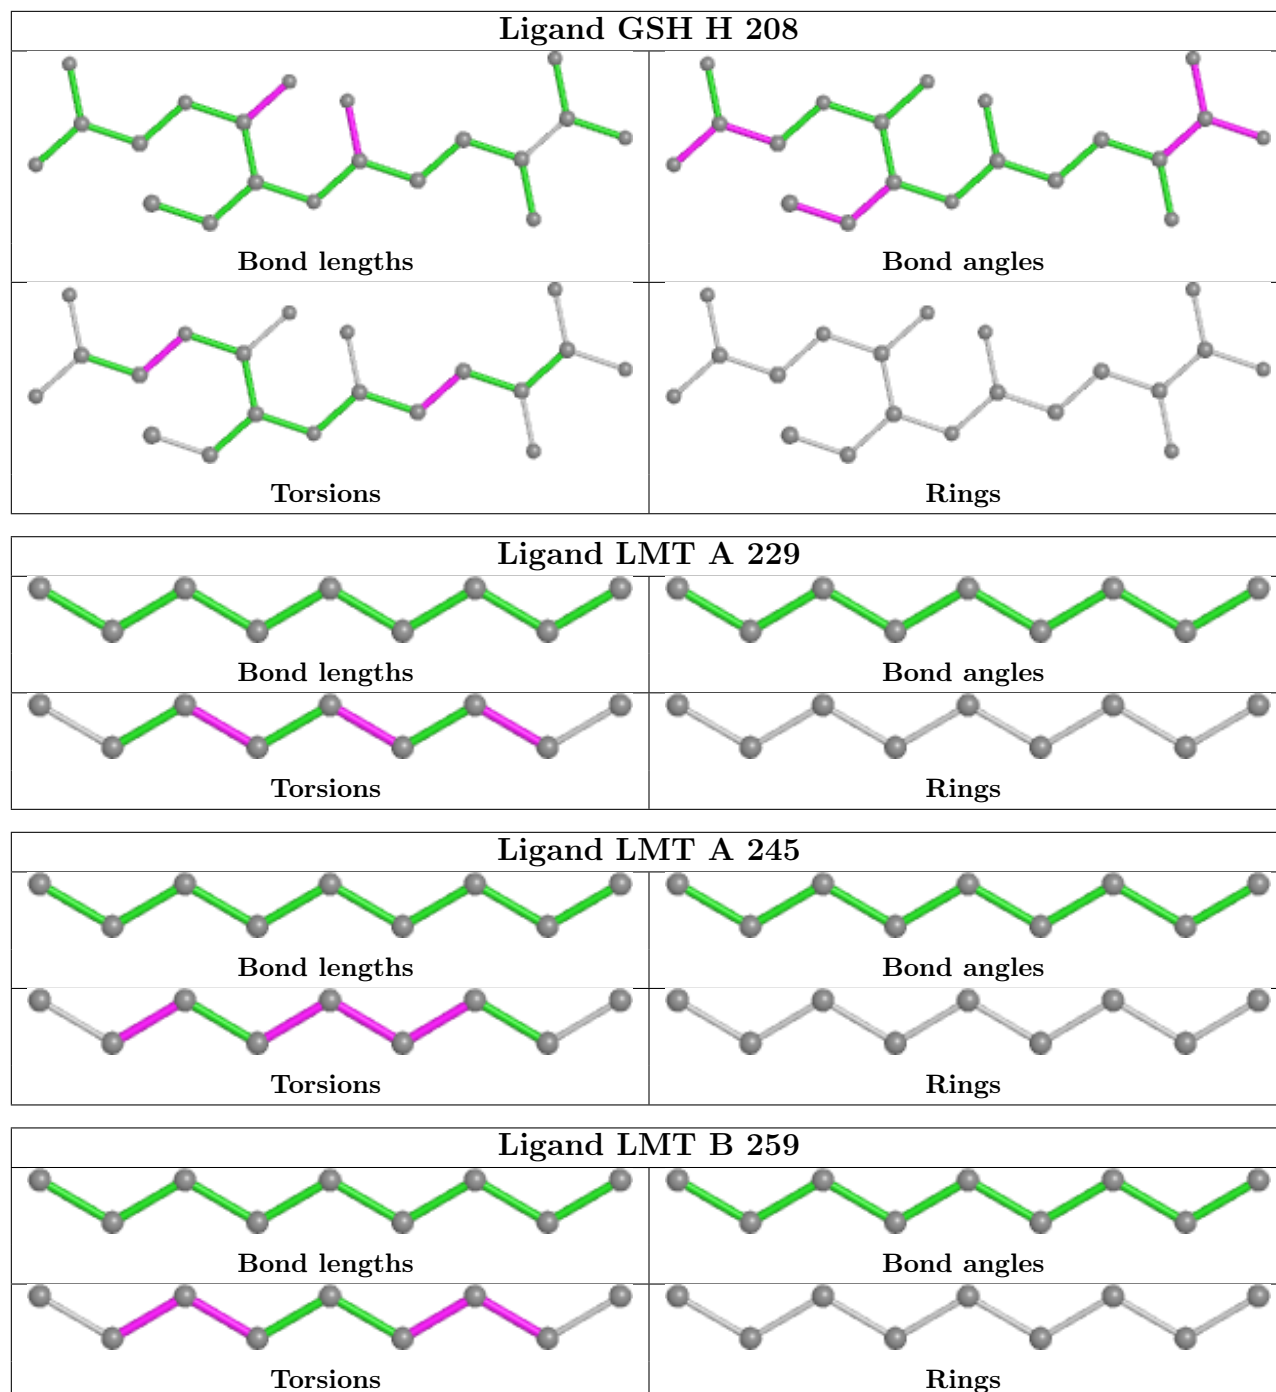 Ligand GSH H 208
Bond lengths
Bond angles
Torsions
Rings
Ligand LMT A 229
Bond lengths
Bond angles
Torsions
Rings
Ligand LMT A 245
Bond lengths
Bond angles
Torsions
Rings
Ligand LMT B 259
Bond lengths
Bond angles
Torsions
Rings